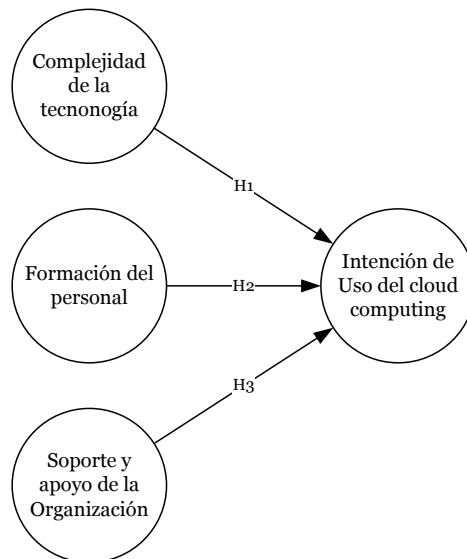 Complejidad
de la
tecnonogía
H1
Formación del
personal
H2
Intención de
Uso del cloud
computing
H3
Soporte y
apoyo de la
Organización